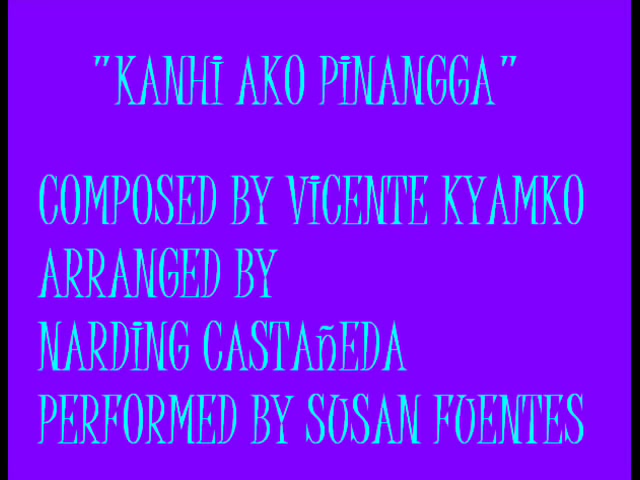 "KANHI AKO PINANGGA"
COMPOSED BY VICENTE KYAMKO
ARRANGED BY
NARDING CASTAÑEDA
PERFORMED BY SUSAN FUENTES